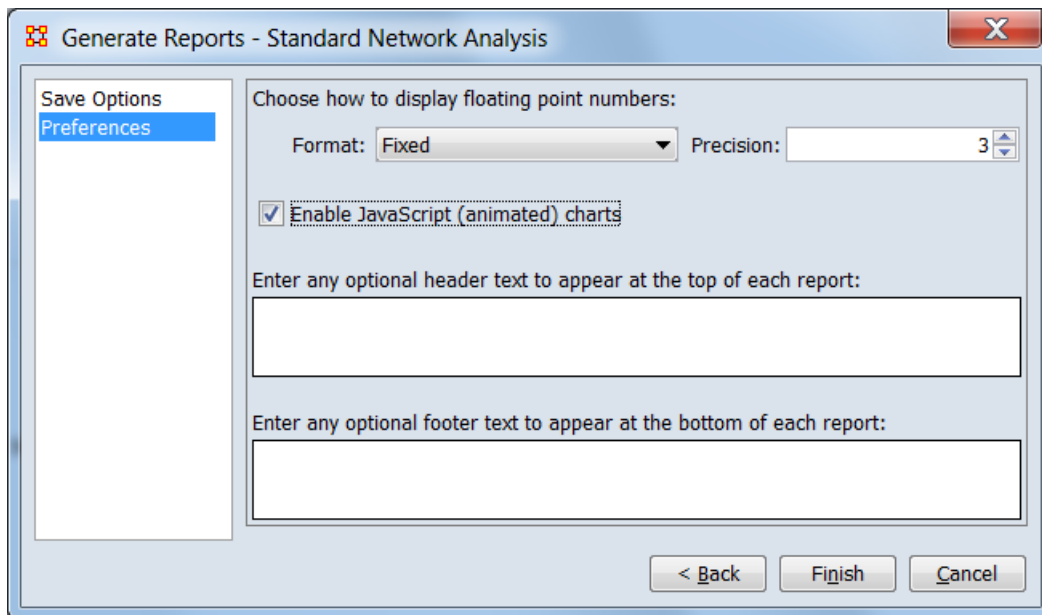 Generate Reports - Standard Network Analysis
X
Save Options
Preferences
Choose how to display floating point numbers:
Format: Fixed Precision: 3
Enable JavaScript (animated) charts
Enter any optional header text to appear at the top of each report:
Enter any optional footer text to appear at the bottom of each report:
< Back Finish Cancel